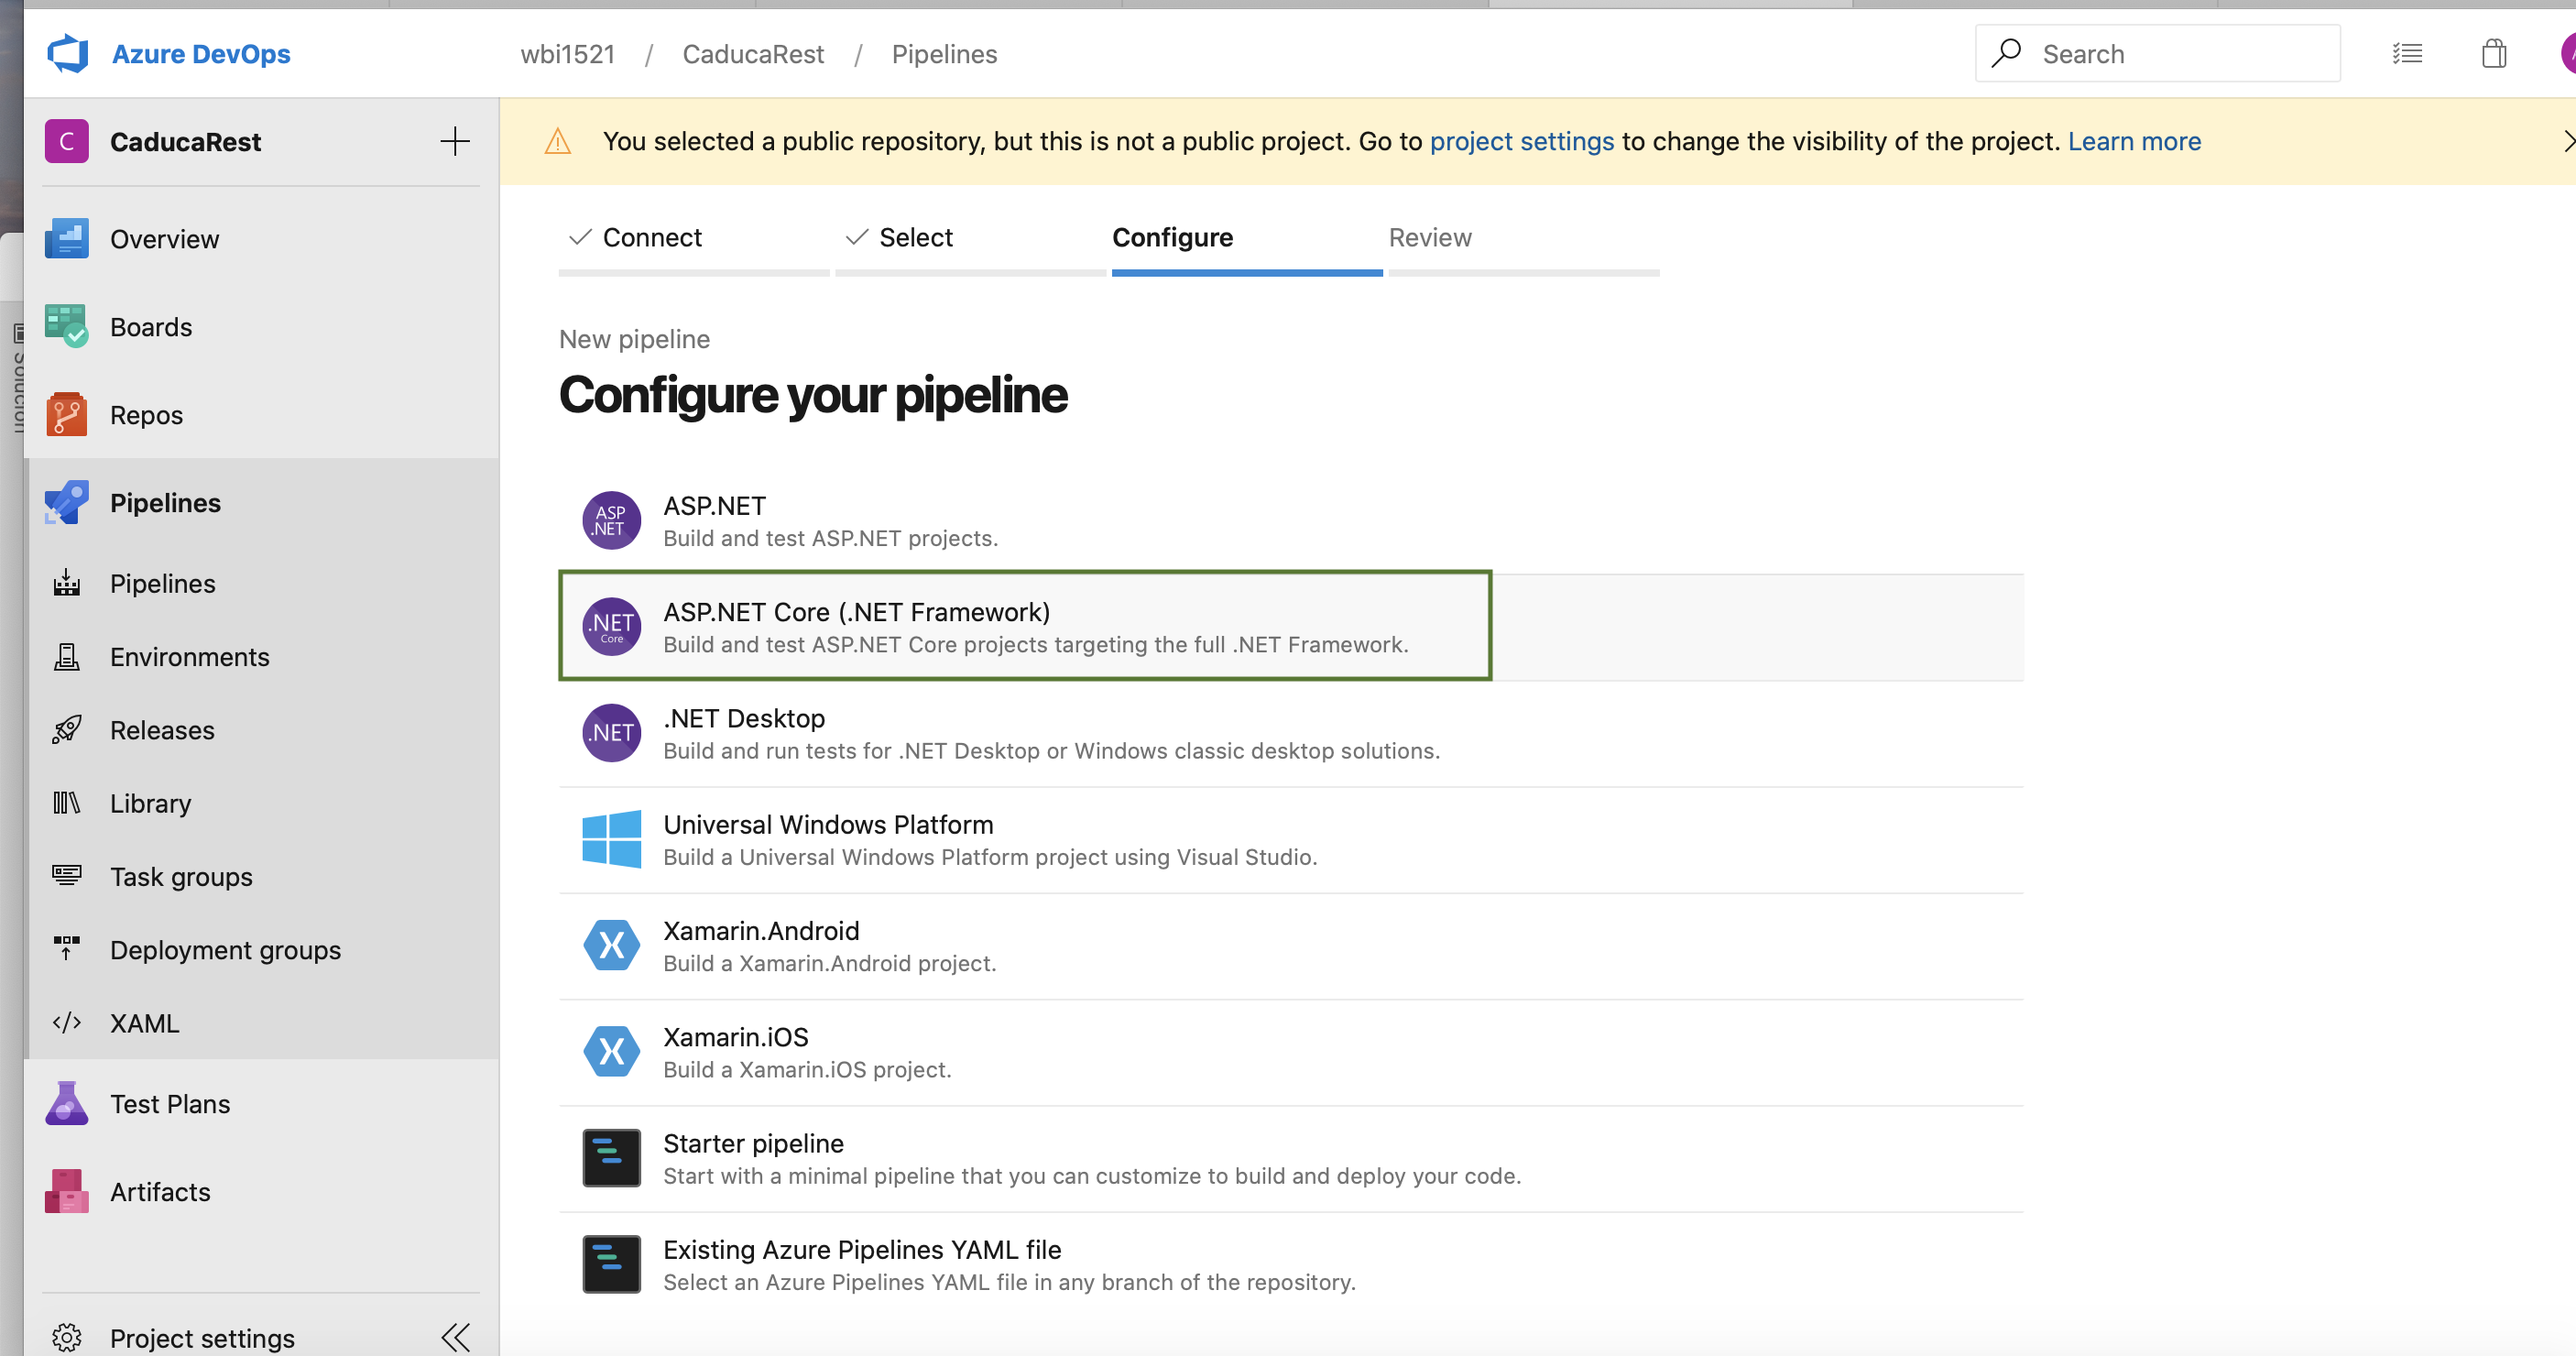 Azure DevOps
wbi1521 / CaducaRest / Pipelines
Search
C CaducaRest
You selected a public repository, but this is not a public project. Go to project settings to change the visibility of the project. Learn more
Overview
Boards
Repos
Pipelines
Pipelines
Environments
Releases
Library
Task groups
Deployment groups
XAML
Test Plans
Artifacts
Project settings
Solución
Connect
Select
Configure
Review
New pipeline
Configure your pipeline
ASP .NET
ASP.NET
Build and test ASP.NET projects.
.NET Core
ASP.NET Core (.NET Framework)
Build and test ASP.NET Core projects targeting the full .NET Framework.
.NET
.NET Desktop
Build and run tests for .NET Desktop or Windows classic desktop solutions.
Universal Windows Platform
Build a Universal Windows Platform project using Visual Studio.
Xamarin.Android
Build a Xamarin.Android project.
Xamarin.iOS
Build a Xamarin.iOS project.
Starter pipeline
Start with a minimal pipeline that you can customize to build and deploy your code.
Existing Azure Pipelines YAML file
Select an Azure Pipelines YAML file in any branch of the repository.